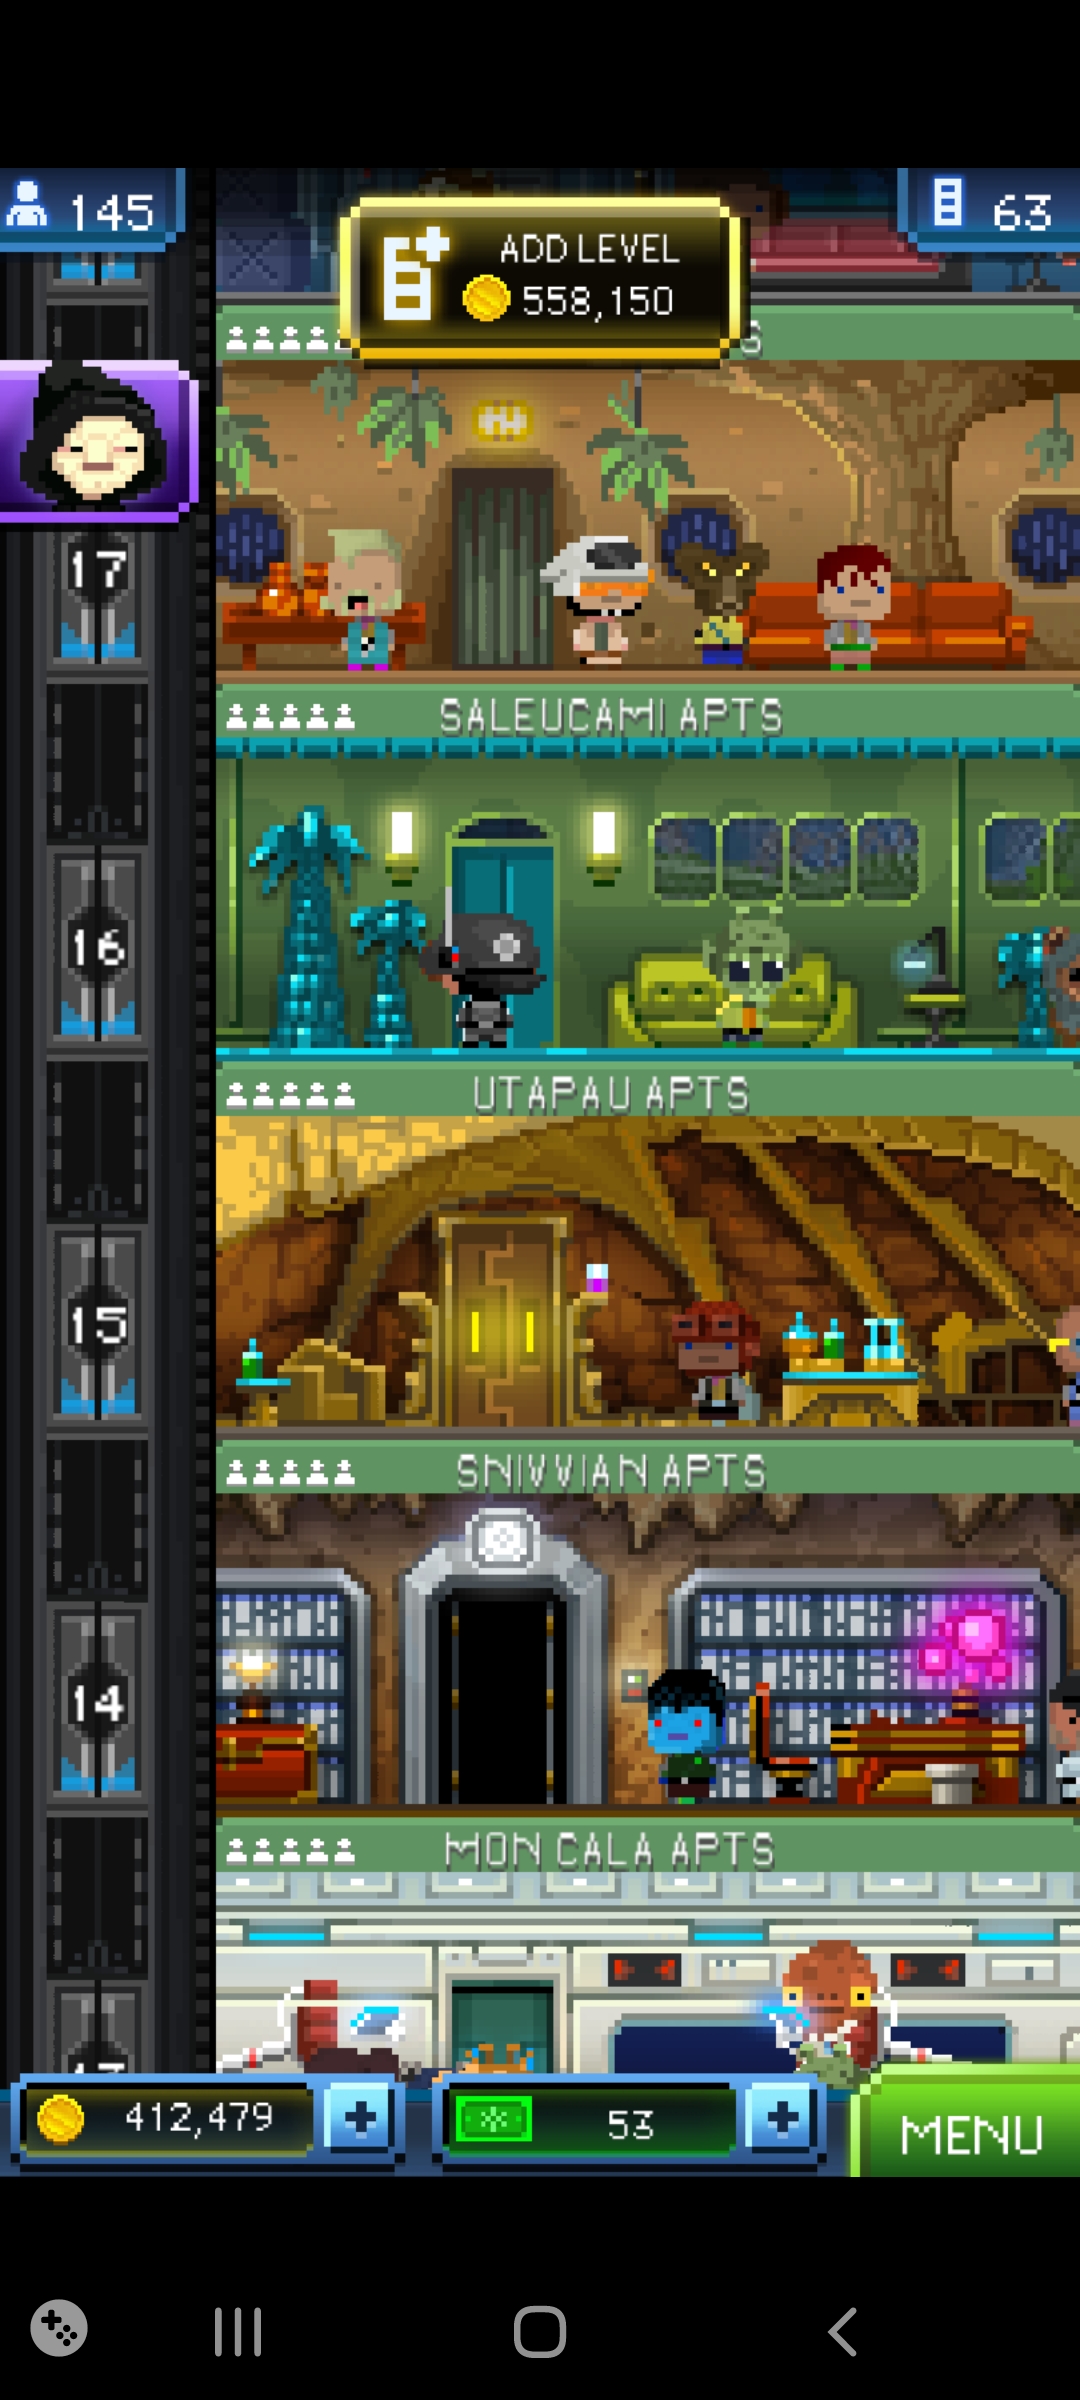 145
63
ADD LEVEL
558,150
S
17
SALEUCAMI APTS
16
UTAPAU APTS
15
SNIVVIAN APTS
14
MON CALA APTS
412,479
53
MENU